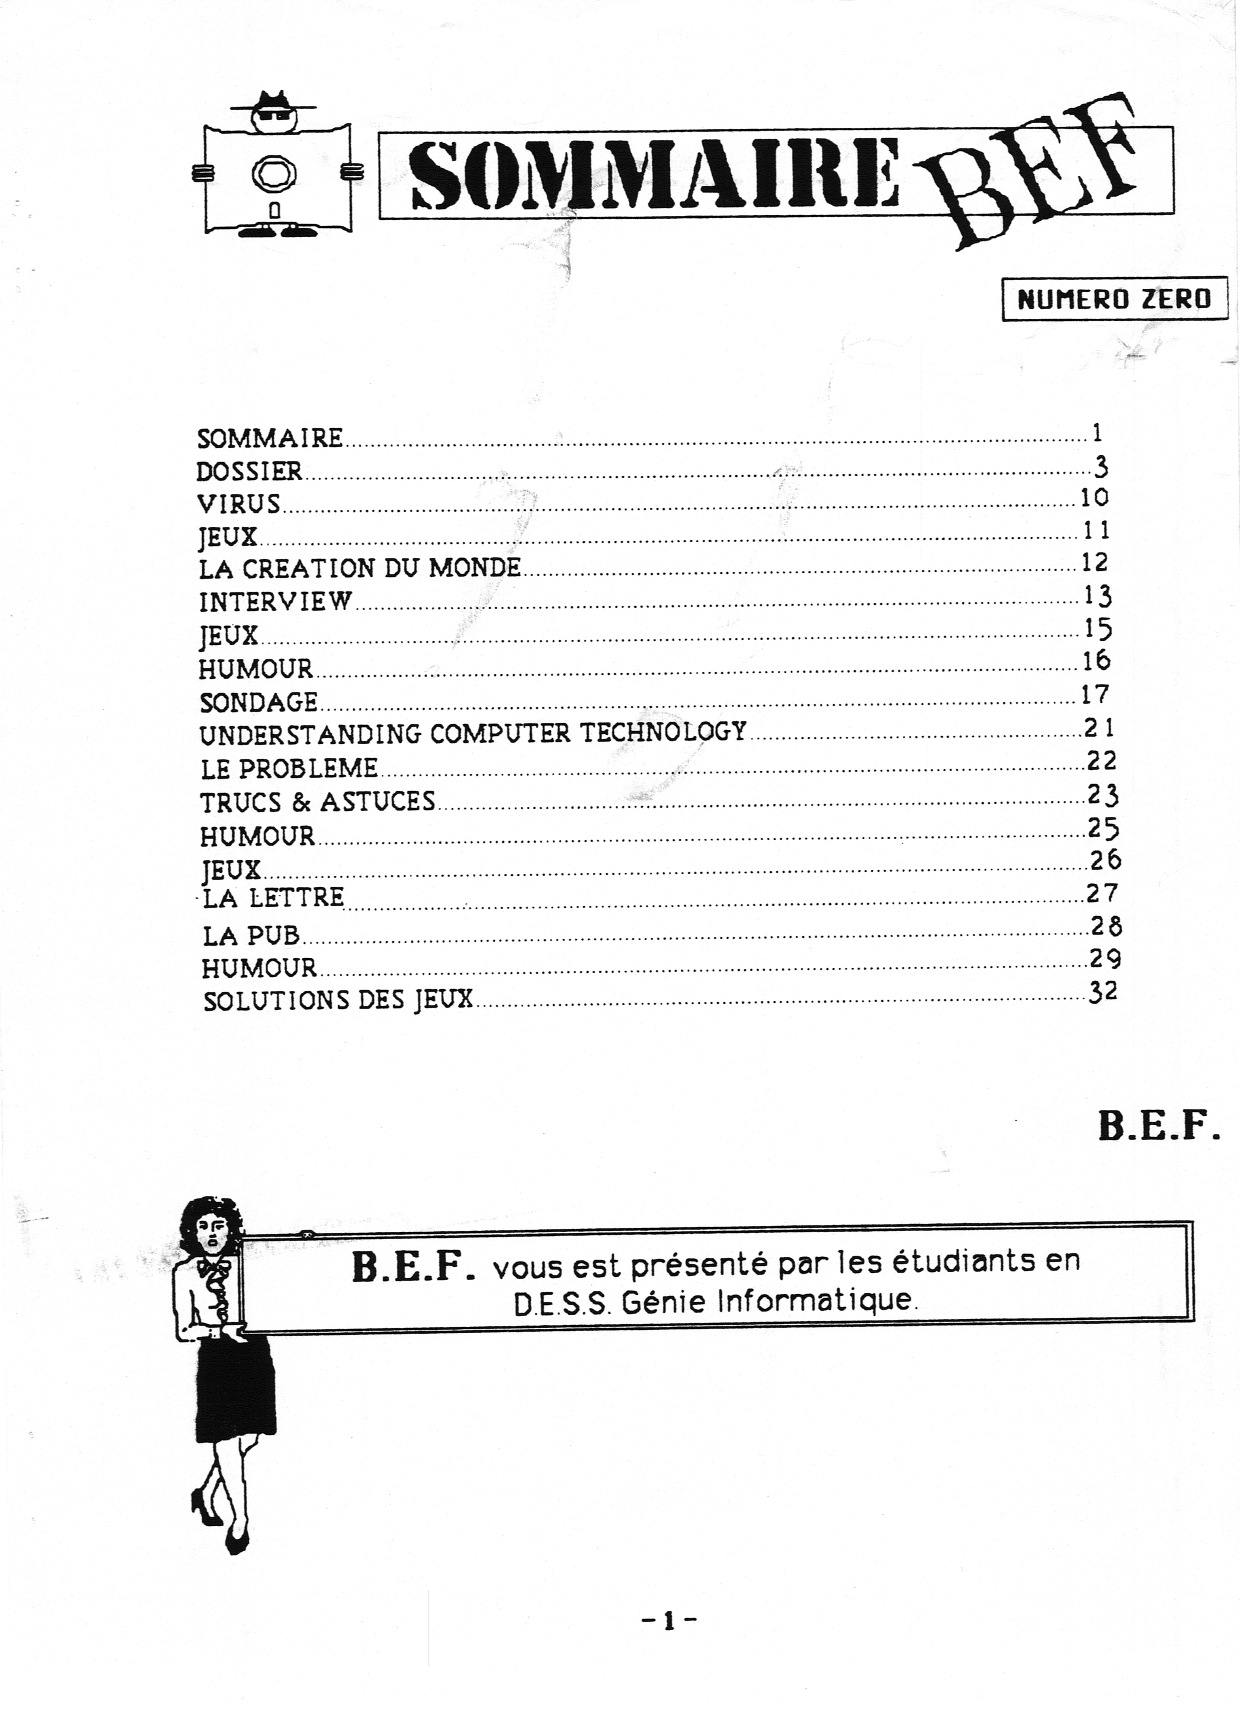 SOMMAIRE BEF
NUMERO ZERO
SOMMAIRE 1
DOSSIER 3
VIRUS 10
JEUX 11
LA CREATION DU MONDE 12
INTERVIEW 13
JEUX 15
HUMOUR 16
SONDAGE 17
UNDERSTANDING COMPUTER TECHNOLOGY 21
LE PROBLEME 22
TRUCS & ASTUCES 23
HUMOUR 25
JEUX 26
LA LETTRE 27
LA PUB 28
HUMOUR 29
SOLUTIONS DES JEUX 32
B.E.F.
B.E.F. vous est présenté par les étudiants en
D.E.S.S. Génie Informatique.
- 1 -